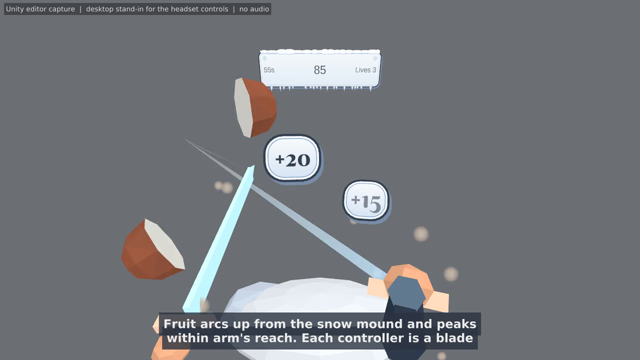 Unity editor capture | desktop stand-in for the headset controls | no audio
55s 85 Lives 3
+20
+15
Fruit arcs up from the snow mound and peaks
within arm's reach. Each controller is a blade